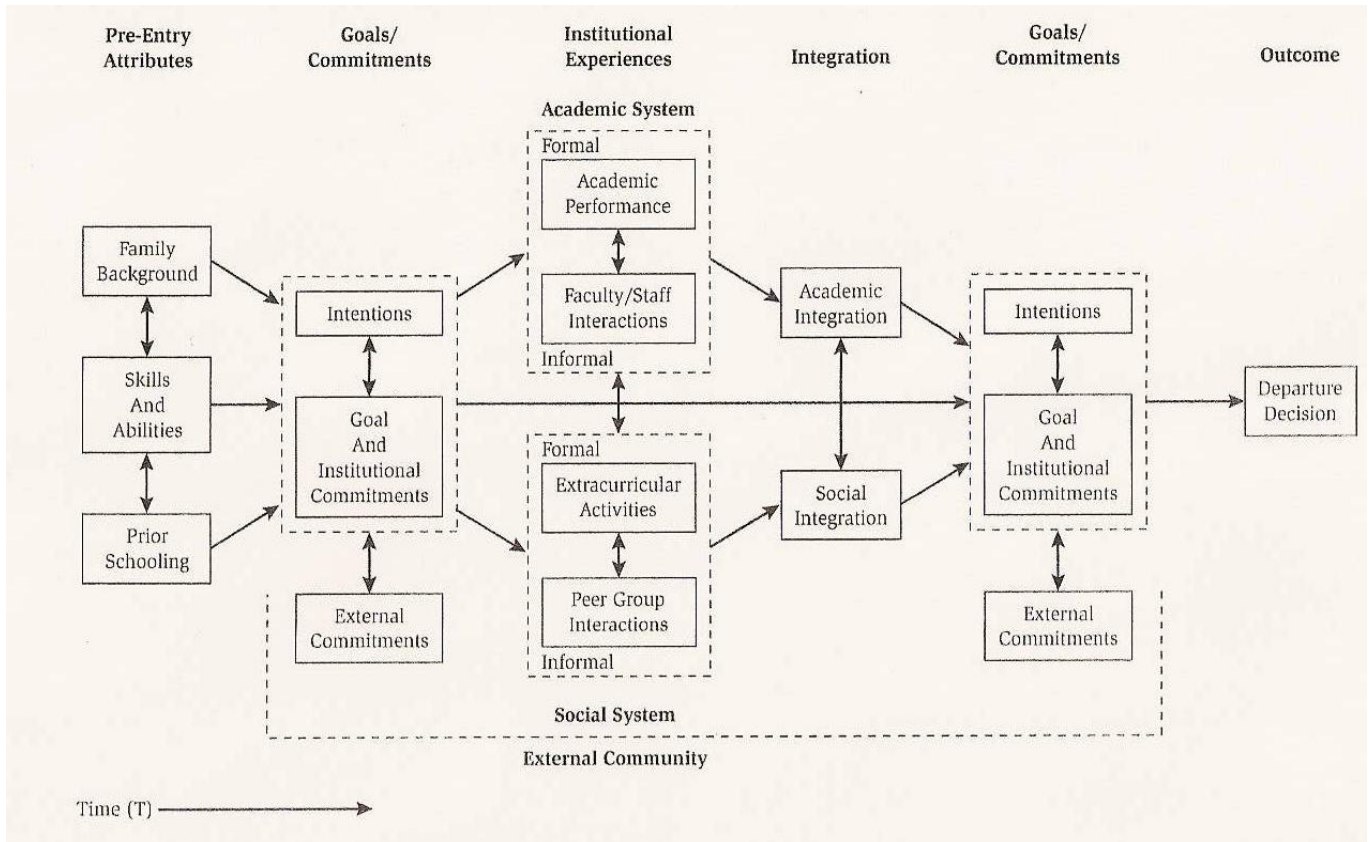 Pre-Entry
Attributes
Goals/
Commitments
Institutional
Experiences
Integration
Goals/
Commitments
Outcome
Academic System
Formal
Academic
Performance
Faculty/Staff
Interactions
Informal
Family
Background
Skills
And
Abilities
Prior
Schooling
Intentions
Goal
And
Institutional
Commitments
External
Commitments
Formal
Extracurricular
Activities
Peer Group
Interactions
Informal
Social System
Academic
Integration
Social
Integration
Intentions
Goal
And
Institutional
Commitments
External
Commitments
Departure
Decision
External Community
Time (T)